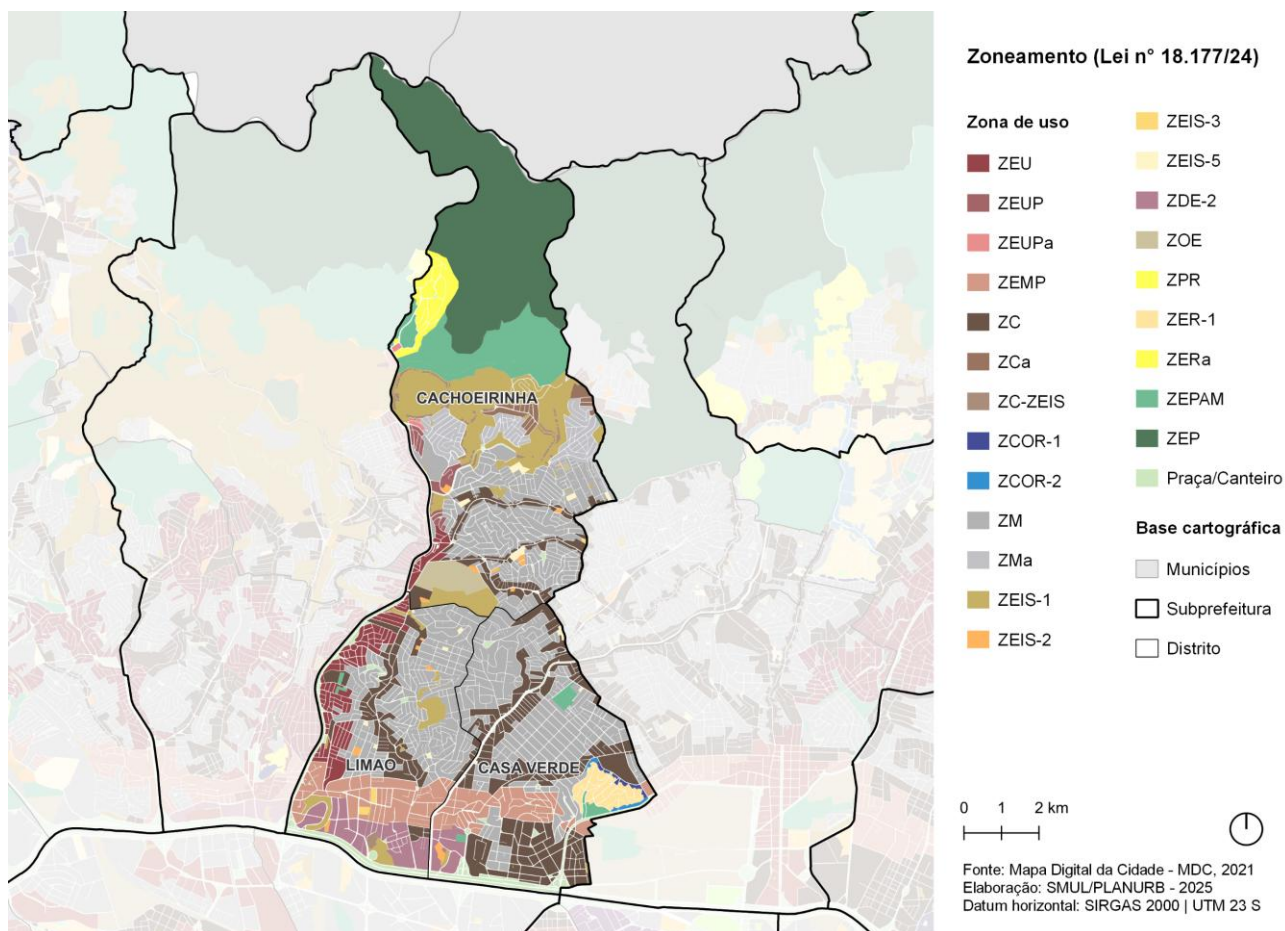 CACHOEIRINHA
LIMAO
CASA VERDE
Zoneamento (Lei n° 18.177/24)
Zona de uso
ZEU
ZEUP
ZEUPa
ZEMP
ZC
ZCa
ZC-ZEIS
ZCOR-1
ZCOR-2
ZM
ZMa
ZEIS-1
ZEIS-2
ZEIS-3
ZEIS-5
ZDE-2
ZOE
ZPR
ZER-1
ZERa
ZEPAM
ZEP
Praça/Canteiro
Base cartográfica
Municípios
Subprefeitura
Distrito
0 1 2 km
Fonte: Mapa Digital da Cidade - MDC, 2021
Elaboração: SMUL/PLANURB - 2025
Datum horizontal: SIRGAS 2000 | UTM 23 S